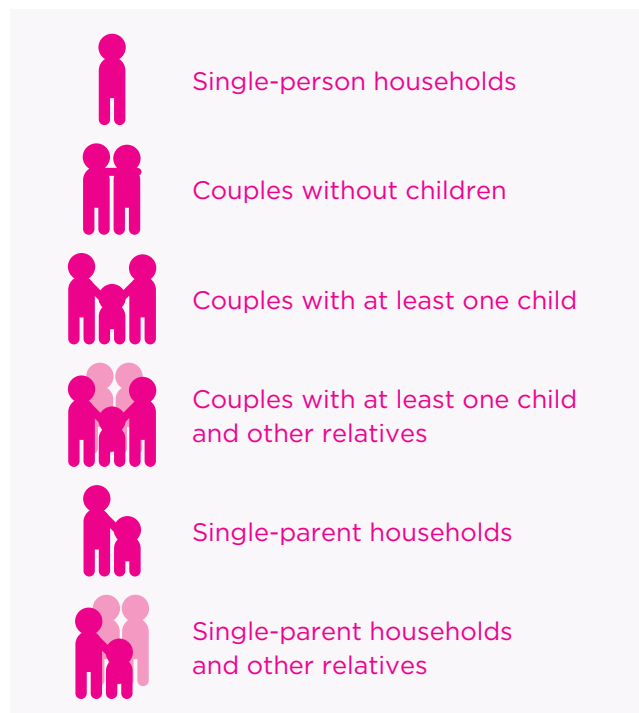 Single-person households
Couples without children
Couples with at least one child
Couples with at least one child
and other relatives
Single-parent households
Single-parent households
and other relatives